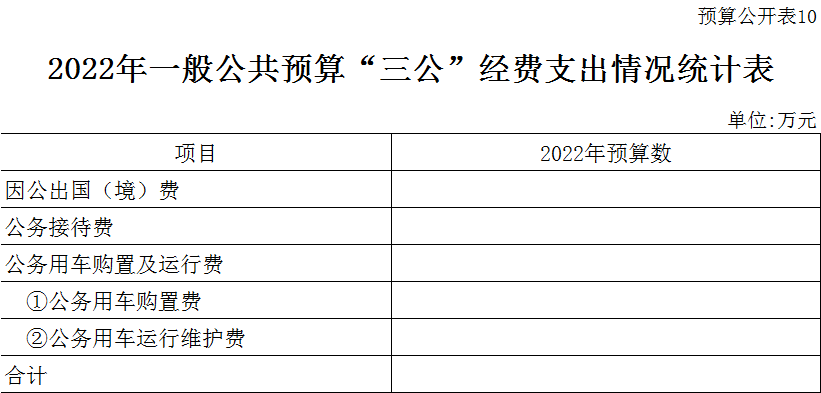 预算公开表10
2022年一般公共预算“三公”经费支出情况统计表
单位:万元
项目 2022年预算数
因公出国（境）费
公务接待费
公务用车购置及运行费
①公务用车购置费
②公务用车运行维护费
合计